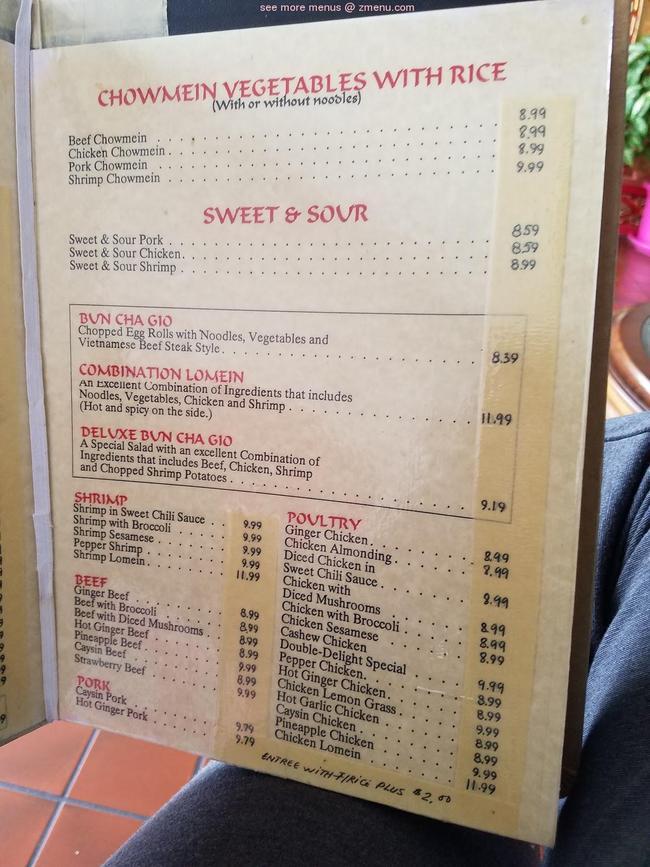 see more menus @ zmenu.com
CHOWMEIN VEGETABLES WITH RICE
(With or without noodles)
Beef Chowmein . . . . . 8.99
Chicken Chowmein . . . . . 8.99
Pork Chowmein . . . . . 8.99
Shrimp Chowmein . . . . . 9.99
SWEET & SOUR
Sweet & Sour Pork . . . . . 8.59
Sweet & Sour Chicken . . . . . 8.59
Sweet & Sour Shrimp . . . . . 8.99
BUN CHA GIO
Chopped Egg Rolls with Noodles, Vegetables and
Vietnamese Beef Steak Style . . . . . 8.39
COMBINATION LOMEIN
An Excellent Combination of Ingredients that includes
Noodles, Vegetables, Chicken and Shrimp . . . . . 11.99
(Hot and spicy on the side.)
DELUXE BUN CHA GIO
A Special Salad with an excellent Combination of
Ingredients that includes Beef, Chicken, Shrimp
and Chopped Shrimp Potatoes . . . . . 9.19
SHRIMP
Shrimp in Sweet Chili Sauce . . 9.99
Shrimp with Broccoli . . . . . 9.99
Shrimp Sesamese . . . . . 9.99
Pepper Shrimp . . . . . 9.99
Shrimp Lomein . . . . . 11.99
BEEF
Ginger Beef . . . . . 8.99
Beef with Broccoli . . . . . 8.99
Beef with Diced Mushrooms . . 8.99
Hot Ginger Beef . . . . . 8.99
Pineapple Beef . . . . . 9.99
Caysin Beef . . . . . 8.99
Strawberry Beef . . . . . 9.99
PORK
Caysin Pork . . . . . 9.79
Hot Ginger Pork . . . . . 9.79
POULTRY
Ginger Chicken . . . . . 8.99
Chicken Almonding . . . . . 8.99
Diced Chicken in
Sweet Chili Sauce . . . . . 8.99
Chicken with
Diced Mushrooms . . . . . 8.99
Chicken with Broccoli . . . . . 8.99
Chicken Sesamese . . . . . 8.99
Cashew Chicken . . . . .
Double-Delight Special . . . . . 9.99
Pepper Chicken . . . . . 8.99
Hot Ginger Chicken . . . . . 8.99
Chicken Lemon Grass . . . . . 9.99
Hot Garlic Chicken . . . . . 8.99
Caysin Chicken . . . . . 8.99
Pineapple Chicken . . . . . 9.99
Chicken Lomein . . . . . 11.99
ENTREE WITH F/RICE PLUS $2.00